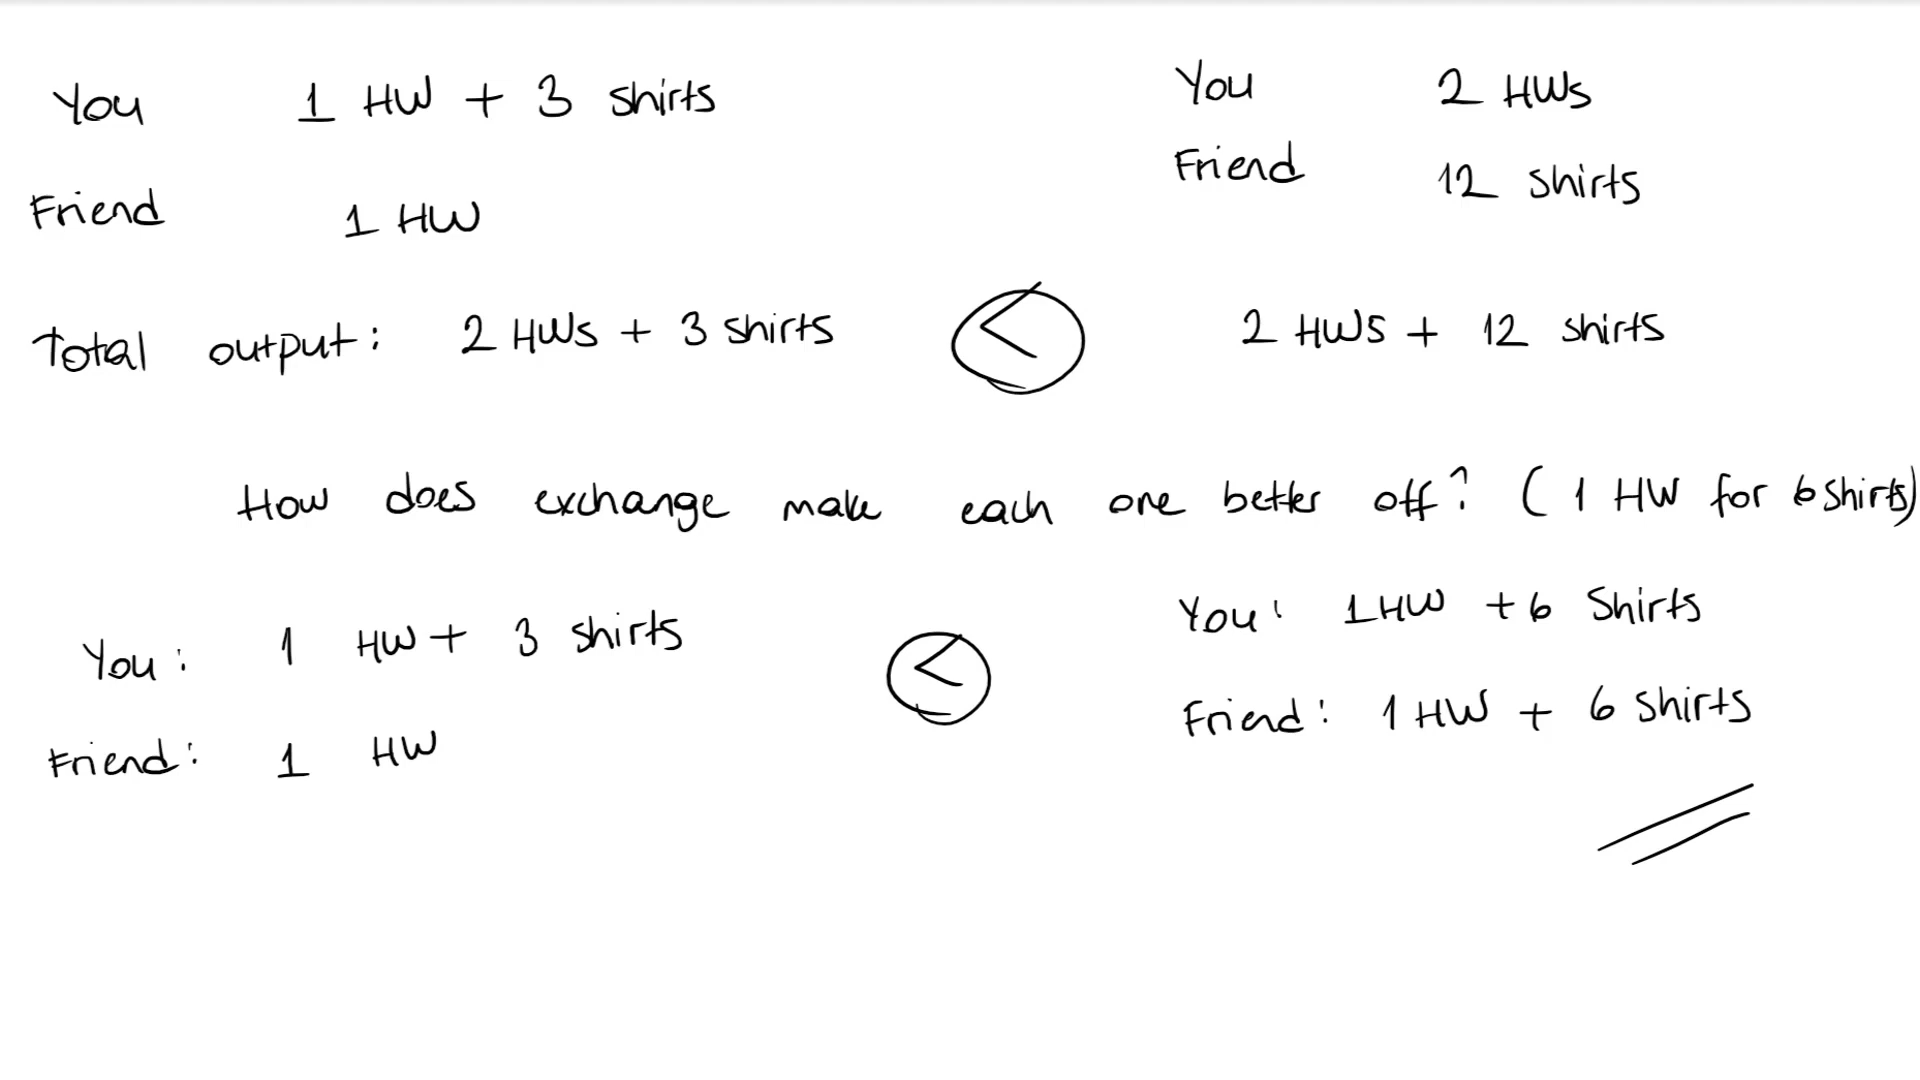 You 1 HW + 3 shirts
Friend 1 HW
You 2 HWs
Friend 12 shirts
Total output: 2 HWs + 3 shirts < 2 HWs + 12 shirts
How does exchange make each one better off? (1 HW for 6 shirts)
You: 1 HW + 3 shirts
Friend: 1 HW
<
You: 1 HW + 6 Shirts
Friend: 1 HW + 6 shirts